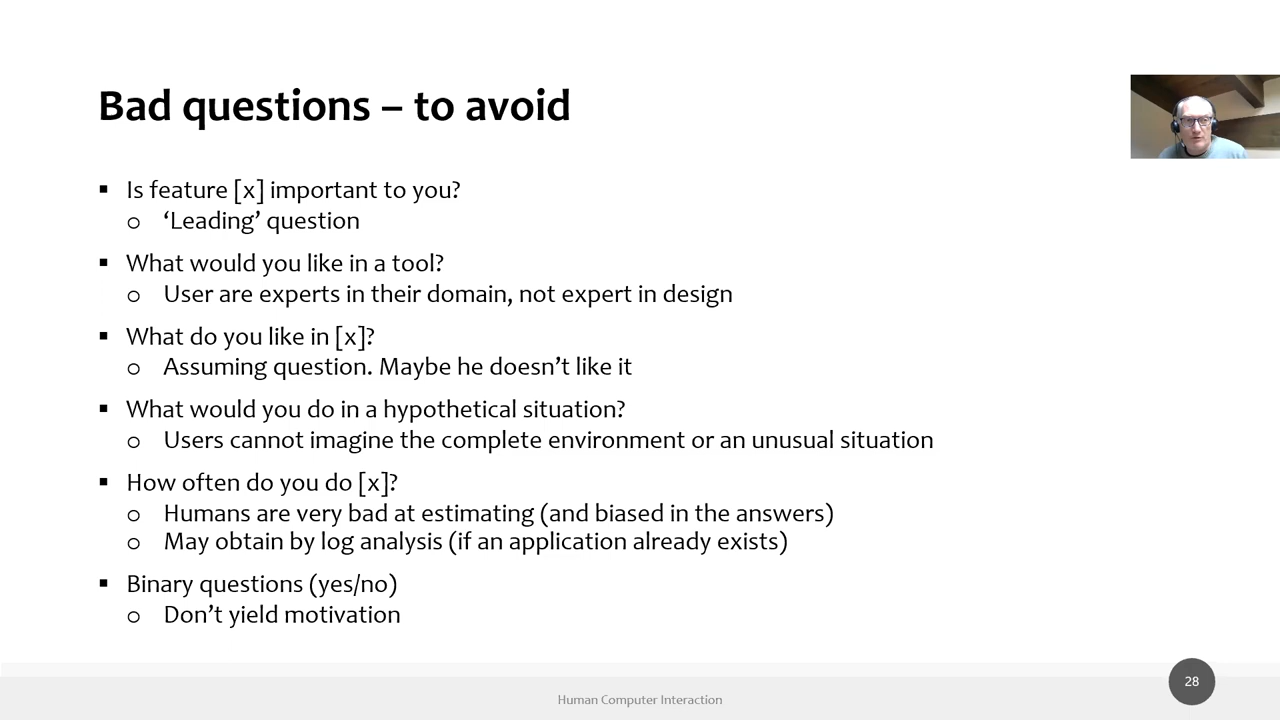 Bad questions – to avoid
▪ Is feature [x] important to you?
o ‘Leading’ question
▪ What would you like in a tool?
o User are experts in their domain, not expert in design
▪ What do you like in [x]?
o Assuming question. Maybe he doesn’t like it
▪ What would you do in a hypothetical situation?
o Users cannot imagine the complete environment or an unusual situation
▪ How often do you do [x]?
o Humans are very bad at estimating (and biased in the answers)
o May obtain by log analysis (if an application already exists)
▪ Binary questions (yes/no)
o Don’t yield motivation
28
Human Computer Interaction